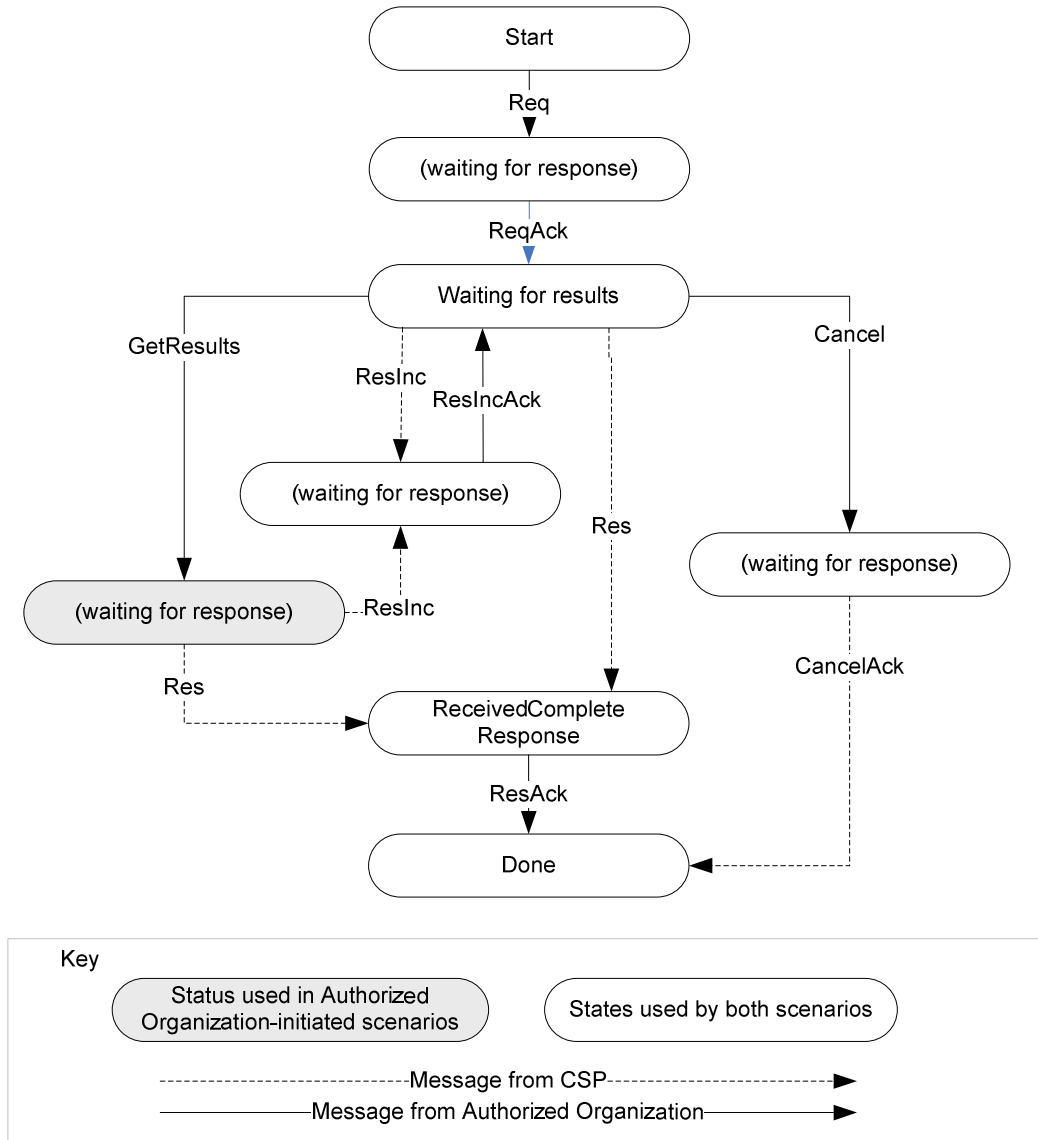 Start
Req
(waiting for response)
ReqAck
Waiting for results
GetResults
Cancel
ResInc
ResIncAck
(waiting for response)
Res
(waiting for response)
(waiting for response)
ResInc
CancelAck
Res
ReceivedComplete
Response
ResAck
Done
Key
Status used in Authorized
Organization-initiated scenarios
States used by both scenarios
Message from CSP
Message from Authorized Organization